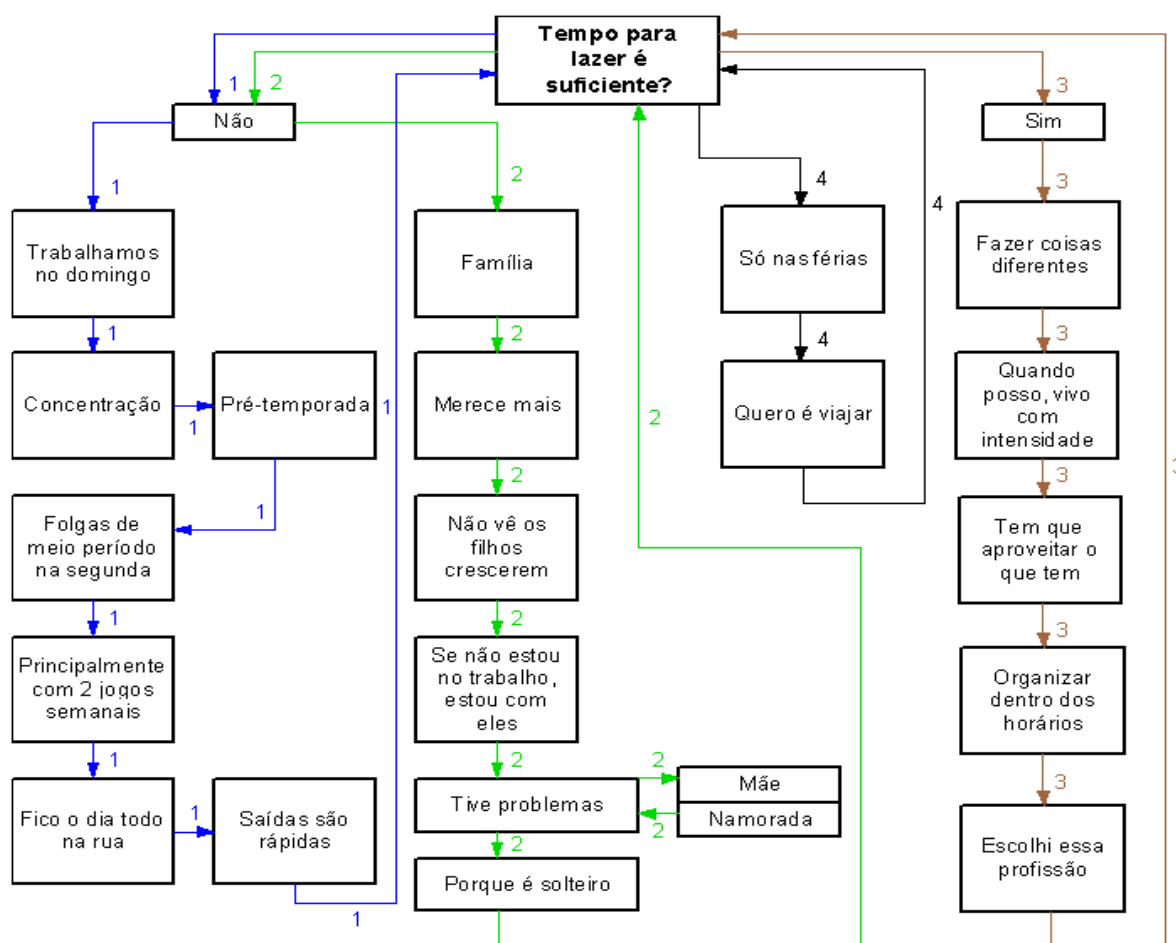 Tempo para
lazer é
suficiente?
1
2
3
Não
Sim
1
2
4
3
4
Trabalhamos
no domingo
Família
Só nas férias
Fazer coisas
diferentes
1
2
4
3
Concentração
1
Pré-temporada
1
Merece mais
2
Quero é viajar
Quando
posso, vivo
com
intensidade
1
2
3
3
Folgas de
meio período
na segunda
Não vê os
filhos
crescerem
Tem que
aproveitar o
que tem
1
2
3
Principalmente
com 2 jogos
semanais
Se não estou
no trabalho,
estou com
eles
Organizar
dentro dos
horários
1
2
2
3
Fico o dia todo
na rua
1
Saídas são
rápidas
Tive problemas
Mãe
Namorada
2
2
Escolhi essa
profissão
Porque é solteiro
1